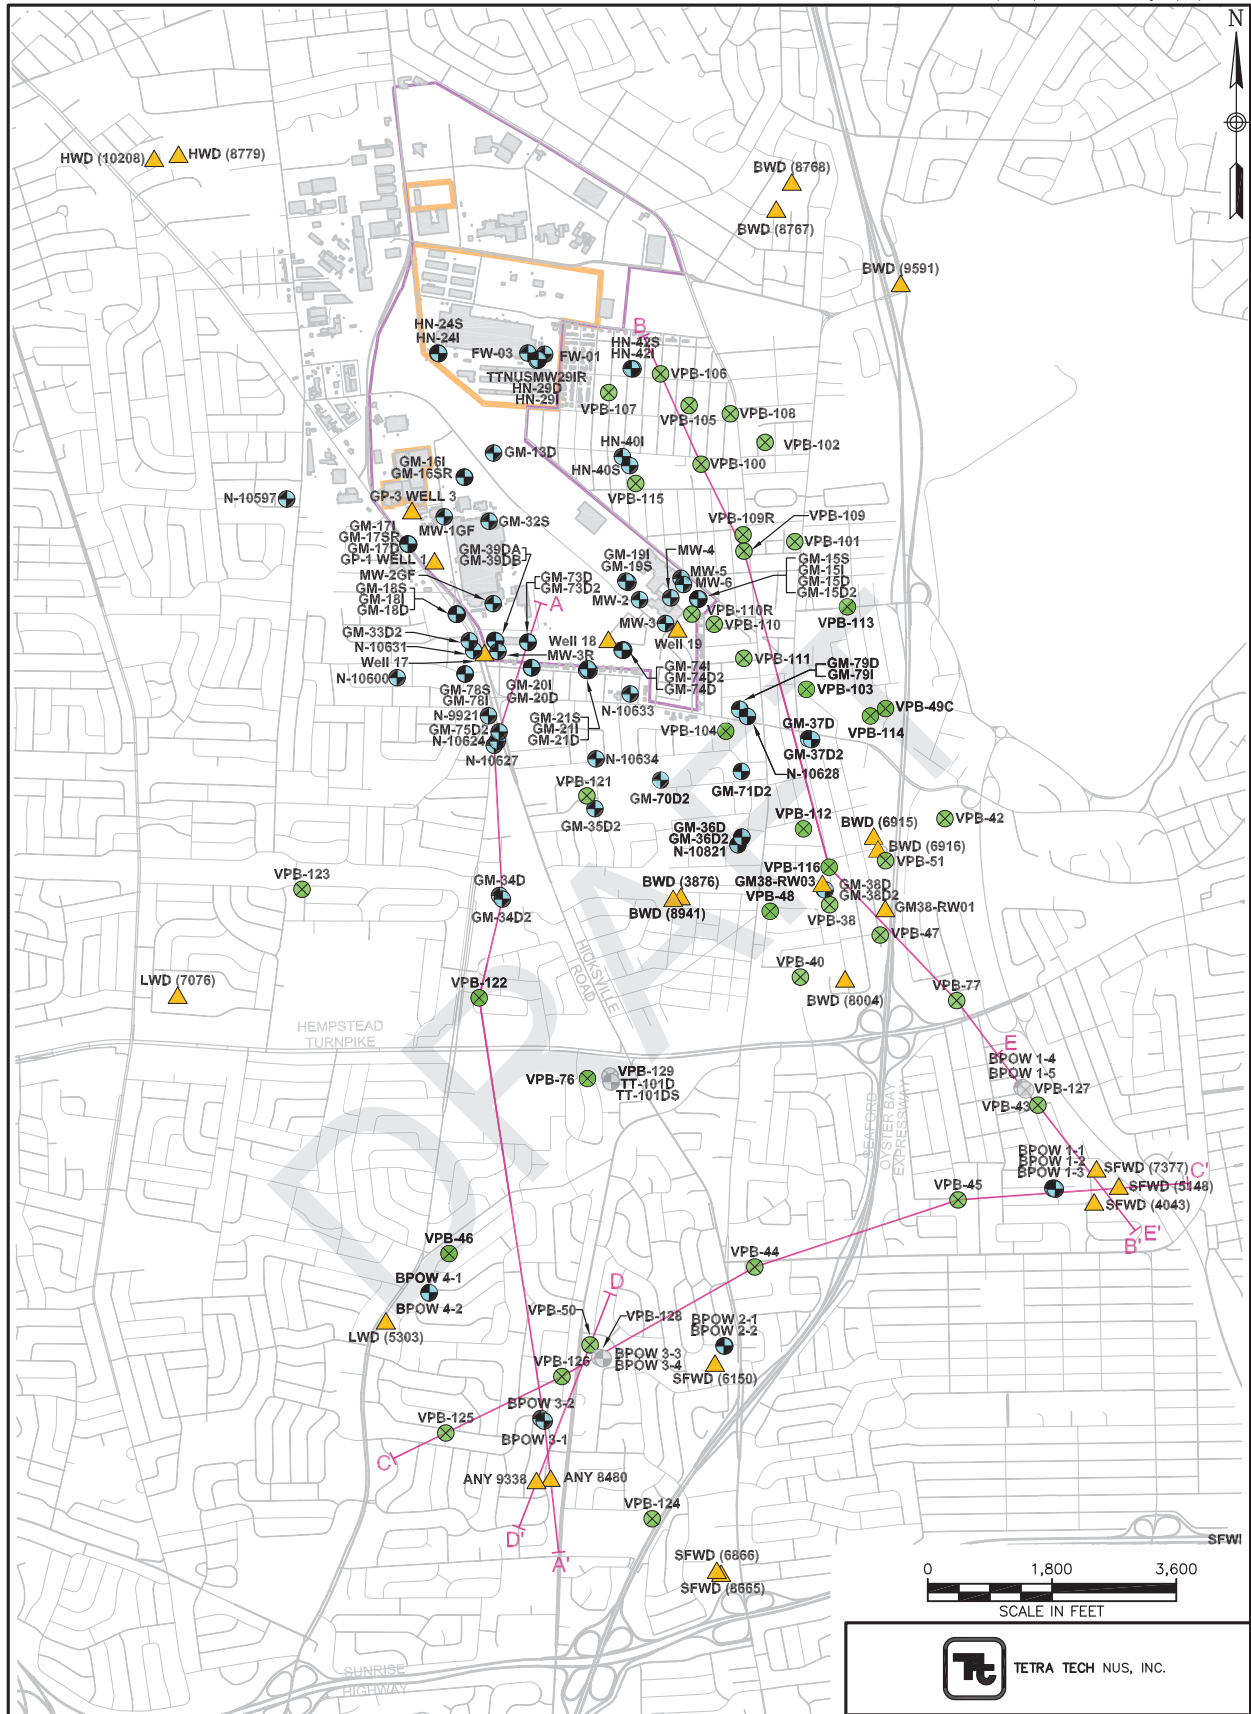 N
HWD (10208)
HWD (8779)
BWD (8768)
BWD (8767)
BWD (9591)
HN-24S
HN-24I
FW-03
FW-01
TTNUSMW29IR
HN-29D
HN-29I
B
HN-42S
HN-42I
VPB-106
VPB-107
VPB-105
VPB-108
VPB-102
HN-40I
HN-40S
VPB-100
VPB-115
GM-13D
GM-16I
GM-16SR
GP-3 WELL 3
N-10597
MW-1GF
GM-32S
GM-17I
GM-17SR
GM-17D
GP-1 WELL 1
GM-39DA
GM-39DB
MW-2GF
GM-18S
GM-18I
GM-18D
GM-73D
GM-73D2
A
GM-19I
GM-19S
MW-4
MW-5
MW-6
MW-2
MW-3
VPB-109R
VPB-109
VPB-101
GM-15S
GM-15I
GM-15D
GM-15D2
VPB-110R
VPB-110
VPB-113
GM-33D2
N-10631
Well 17
N-10600
MW-3R
Well 18
Well 19
GM-74I
GM-74D2
GM-74D
VPB-111
GM-79D
GM-79I
VPB-103
VPB-49C
VPB-114
GM-78S
GM-78I
GM-20I
GM-20D
N-10633
N-9921
GM-75D2
N-10624
N-10627
GM-21S
GM-21I
GM-21D
VPB-104
GM-37D
GM-37D2
N-10628
N-10634
VPB-121
GM-35D2
GM-70D2
GM-71D2
VPB-112
GM-36D
GM-36D2
N-10821
BWD (6915)
BWD (6916)
VPB-42
VPB-51
VPB-116
GM38-RW03
GM-38D
GM-38D2
VPB-38
GM38-RW01
VPB-47
VPB-48
BWD (3876)
BWD (8941)
VPB-123
GM-34D
GM-34D2
LWD (7076)
VPB-122
VPB-40
BWD (8004)
VPB-77
HICKSVILLE
ROAD
HEMPSTEAD
TURNPIKE
VPB-76
VPB-129
TT-101D
TT-101DS
E
BPOW 1-4
BPOW 1-5
VPB-127
VPB-43
SEAFORD
OYSTER BAY
EXPRESSWAY
BPOW 1-1
BPOW 1-2
BPOW 1-3
SFWD (7377)
C'
SFWD (5148)
SFWD (4043)
B'
E'
VPB-45
VPB-44
VPB-46
BPOW 4-1
BPOW 4-2
LWD (5303)
D
VPB-50
VPB-128
BPOW 3-3
BPOW 3-4
BPOW 2-1
BPOW 2-2
SFWD (6150)
VPB-126
BPOW 3-2
BPOW 3-1
VPB-125
C
ANY 9338
ANY 8480
VPB-124
D'
A'
SFWD (6866)
SFWD (8665)
SUNRISE
HIGHWAY
DRAFT
0 1,800 3,600
SCALE IN FEET
Tt
TETRA TECH NUS, INC.